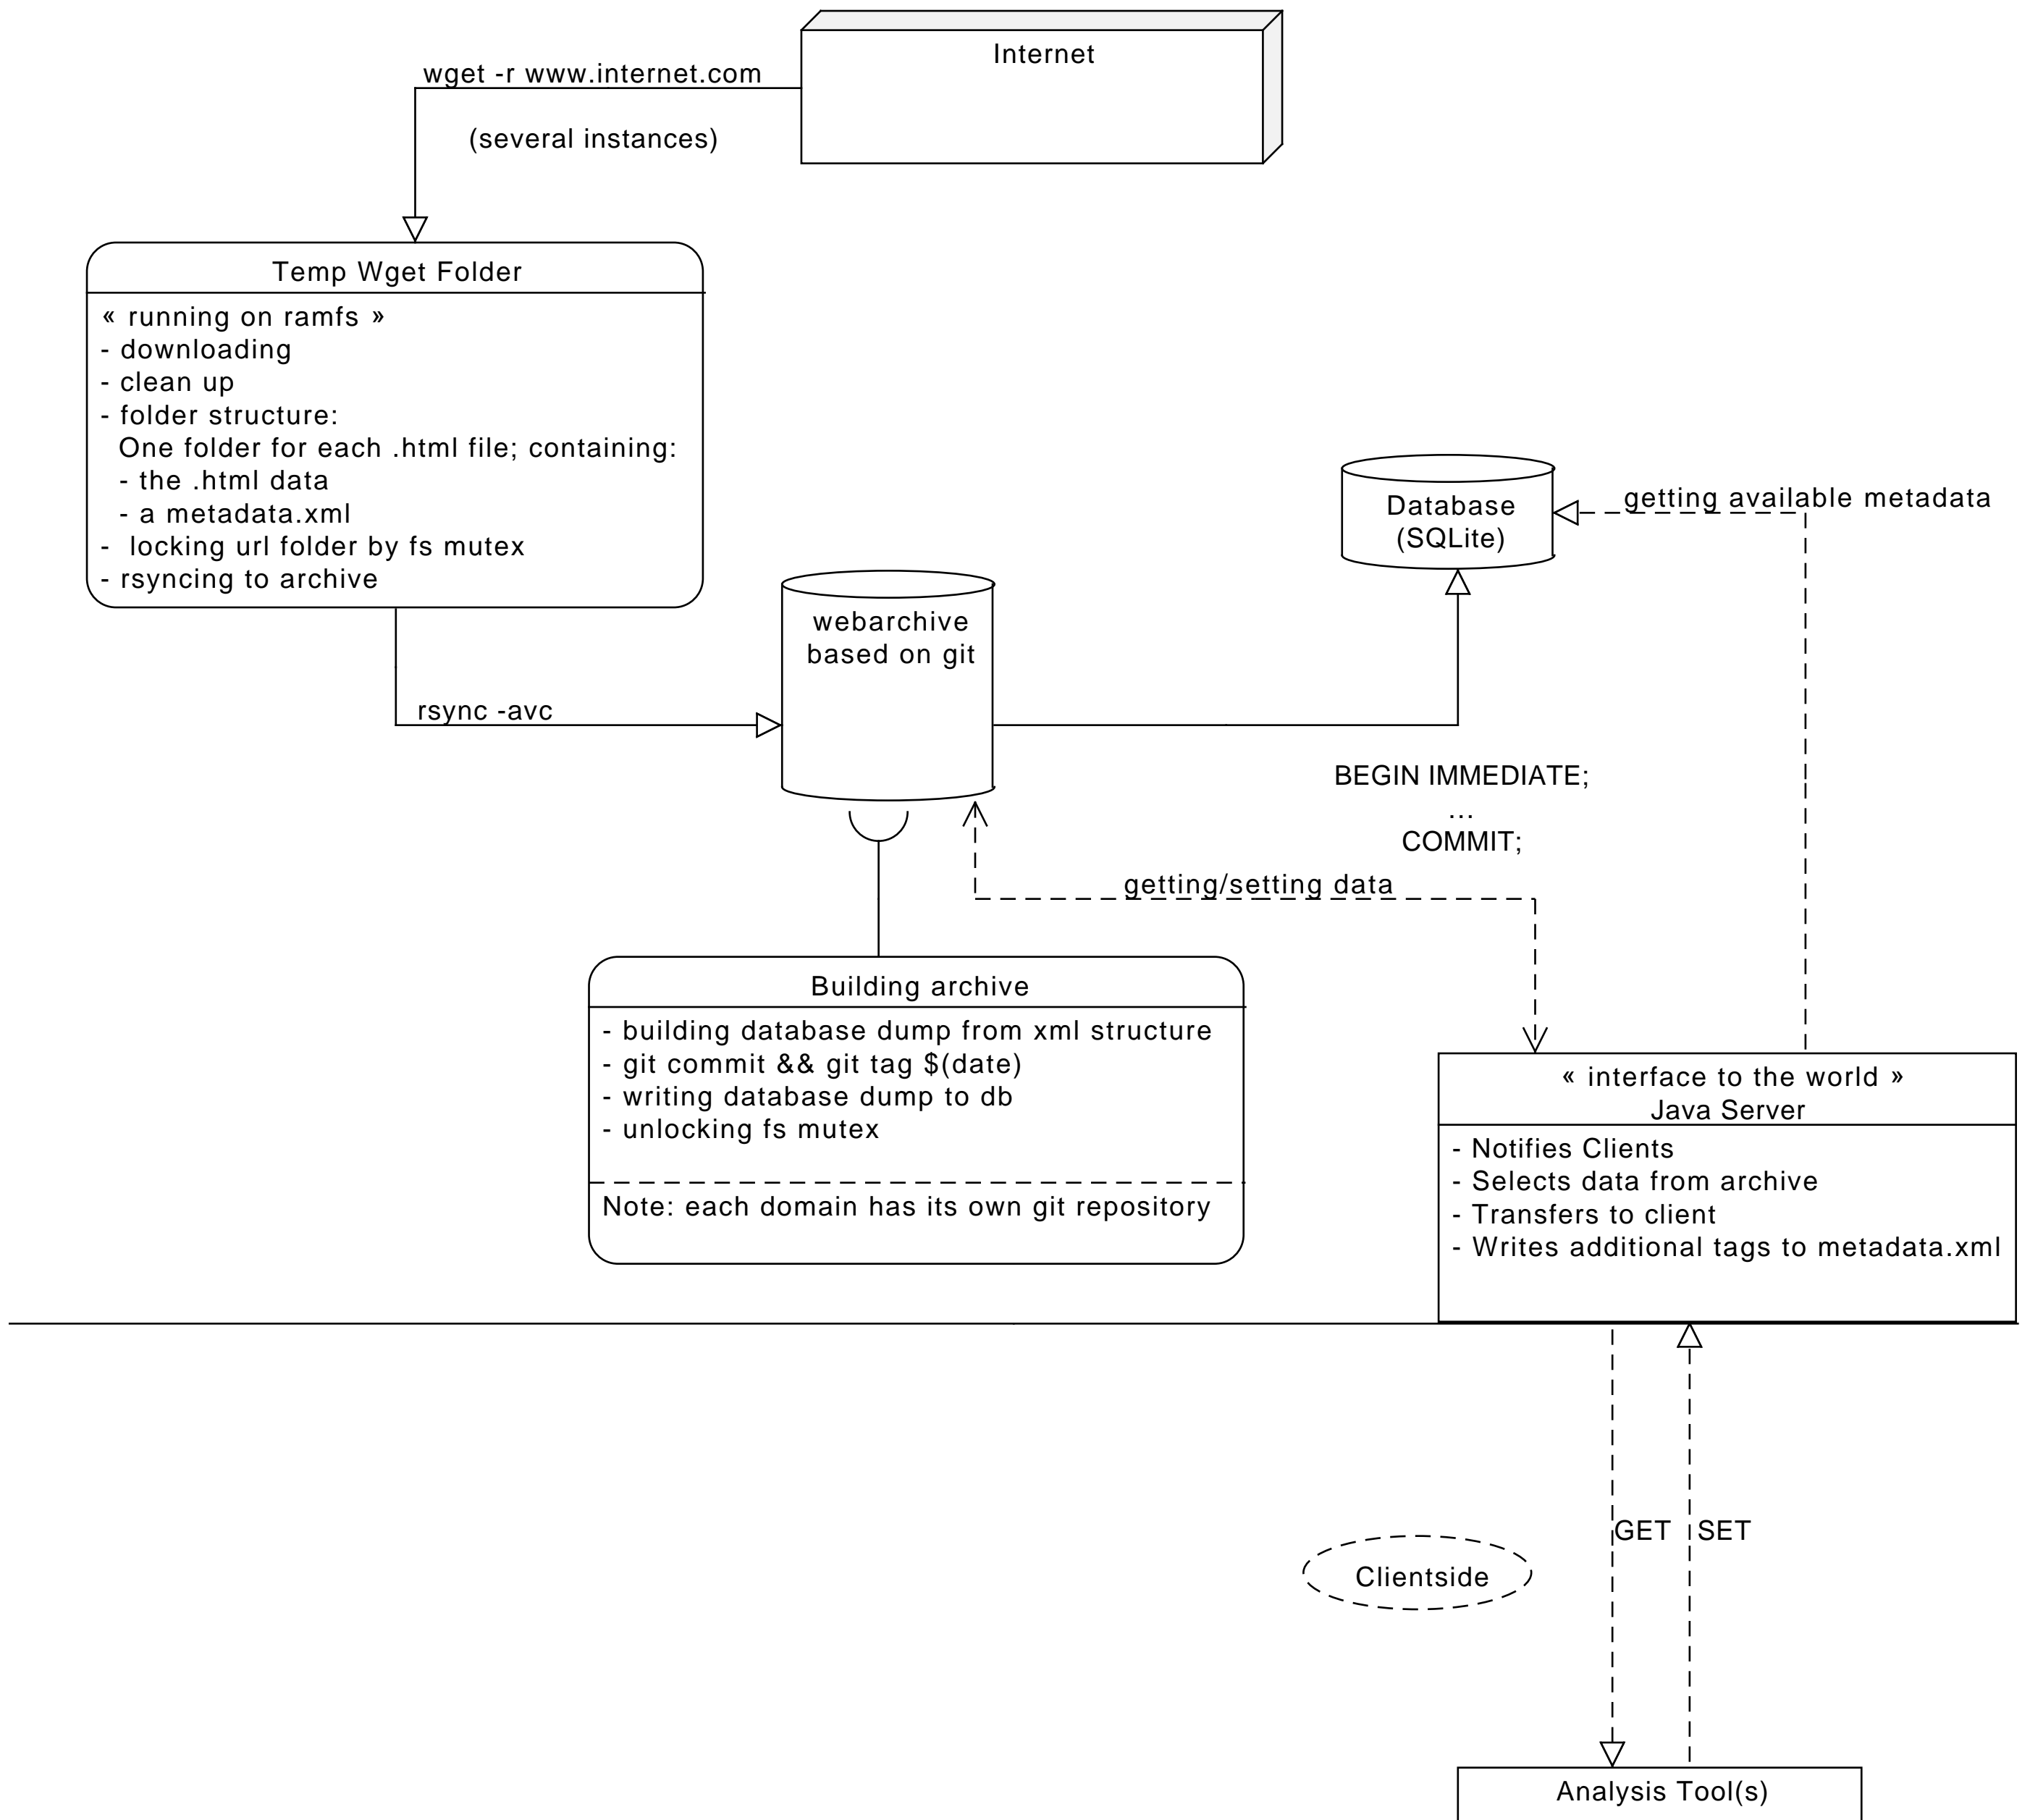 Internet
wget -r www.internet.com
(several instances)
Temp Wget Folder
« running on ramfs »
- downloading
- clean up
- folder structure:
One folder for each .html file; containing:
- the .html data
- a metadata.xml
- locking url folder by fs mutex
- rsyncing to archive
Database
(SQLite)
getting available metadata
webarchive
based on git
rsync -avc
BEGIN IMMEDIATE;
...
COMMIT;
getting/setting data
Building archive
- building database dump from xml structure
- git commit && git tag $(date)
- writing database dump to db
- unlocking fs mutex
Note: each domain has its own git repository
« interface to the world »
Java Server
- Notifies Clients
- Selects data from archive
- Transfers to client
- Writes additional tags to metadata.xml
GET
SET
Clientside
Analysis Tool(s)